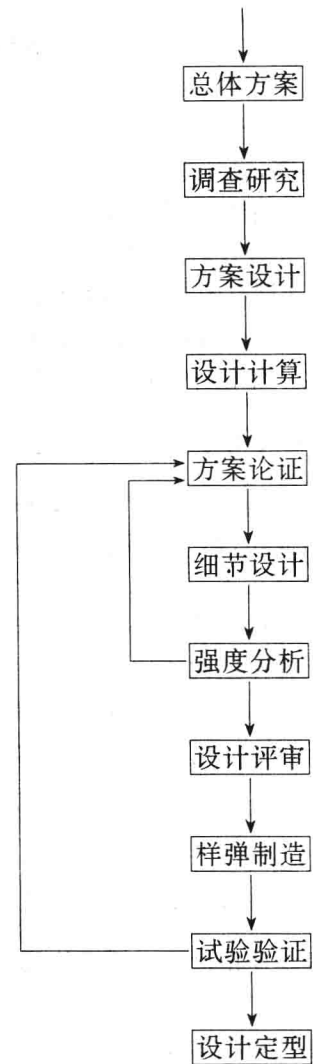 总体方案
调查研究
方案设计
设计计算
方案论证
细节设计
强度分析
设计评审
样弹制造
试验验证
设计定型